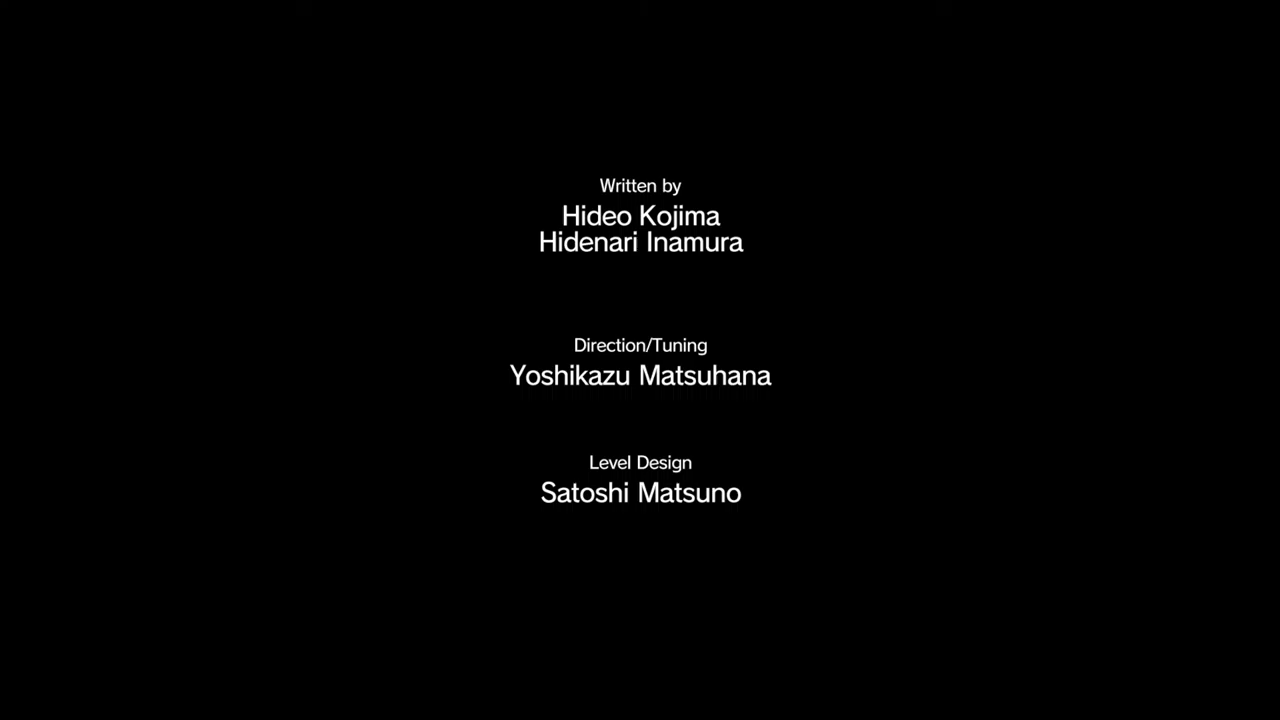 Written by
Hideo Kojima
Hidenari Inamura
Direction/Tuning
Yoshikazu Matsuhana
Level Design
Satoshi Matsuno